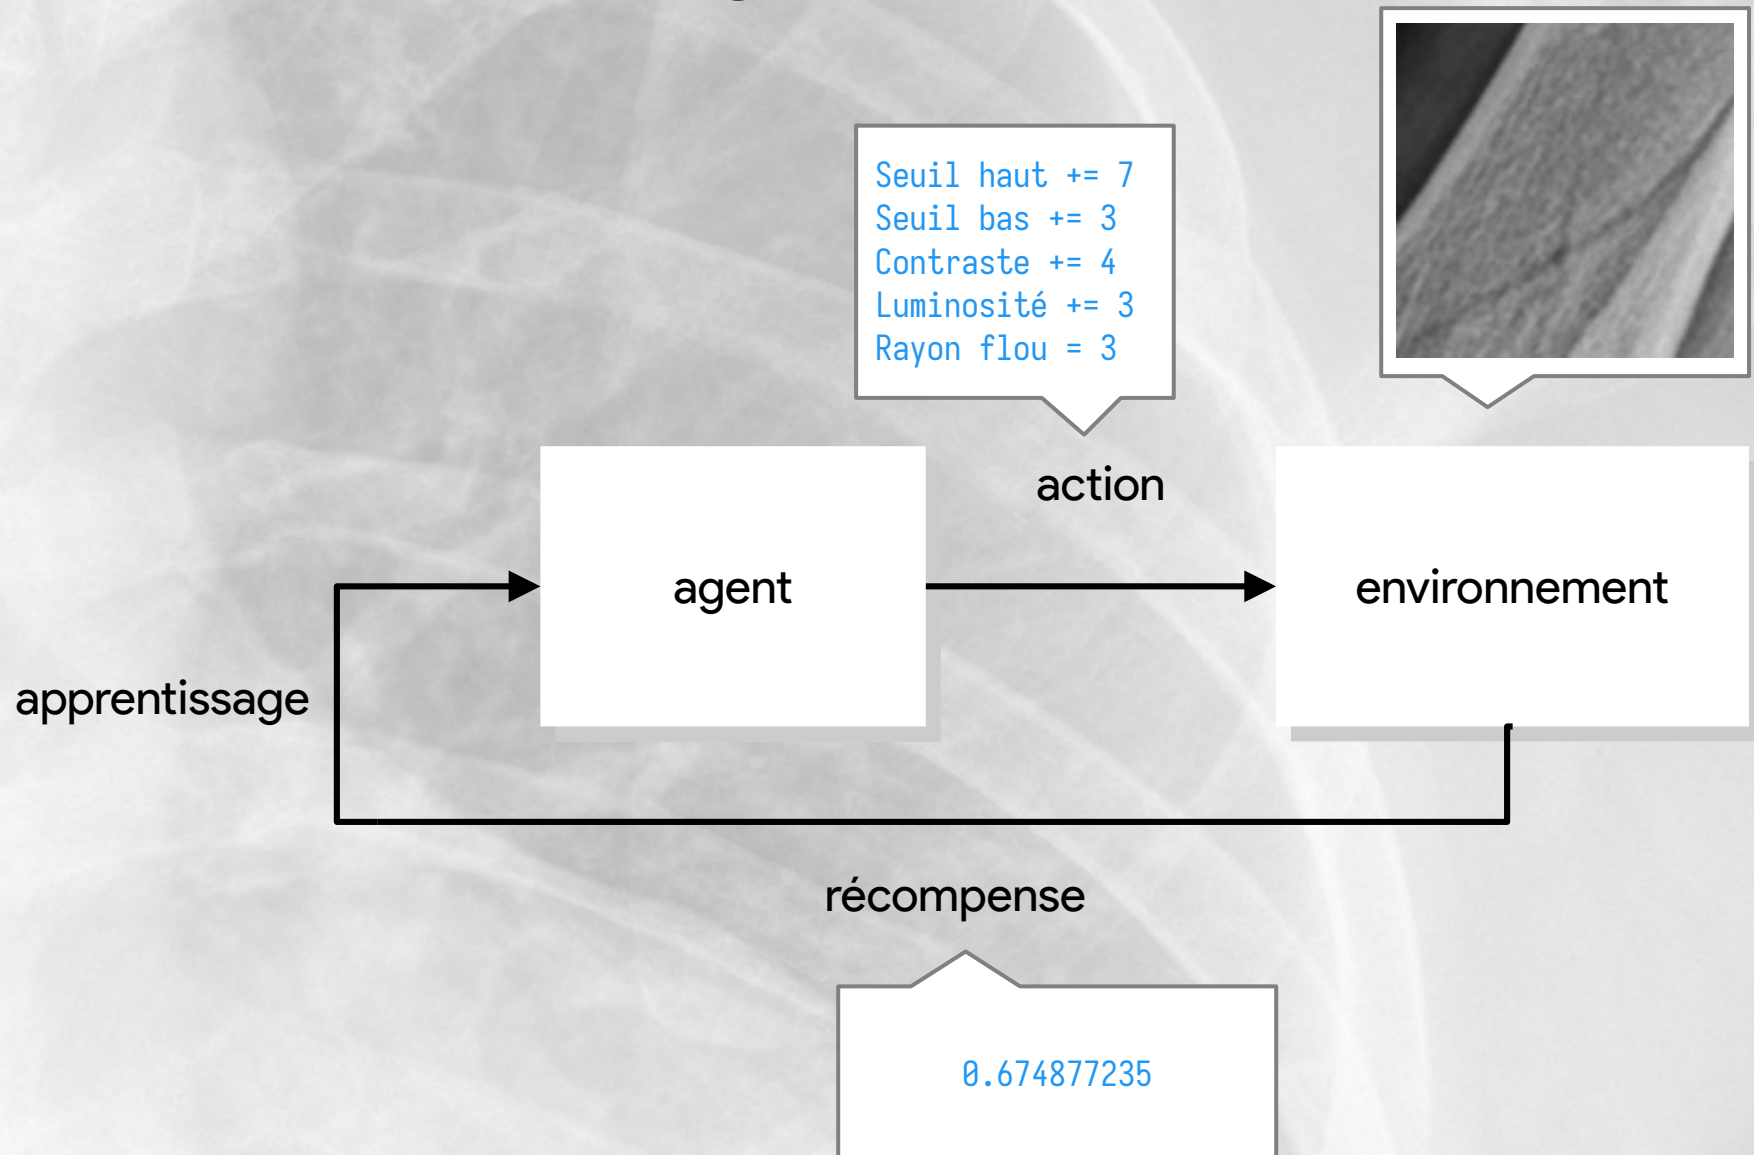 Seuil haut += 7
Seuil bas += 3
Contraste += 4
Luminosité += 3
Rayon flou = 3
action
agent
environnement
apprentissage
récompense
0.674877235